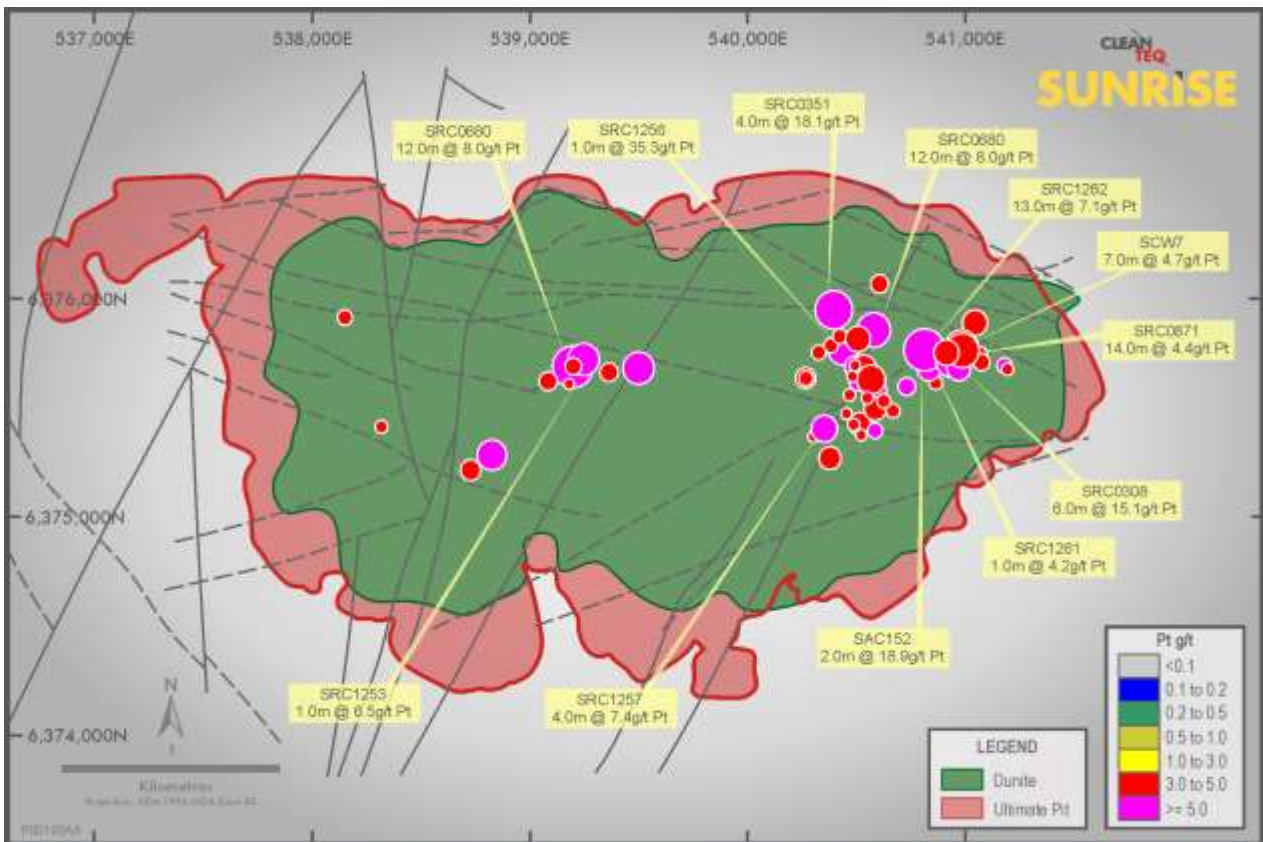 537,000E
538,000E
539,000E
540,000E
541,000E
CLEAN
TEQ
SUNRISE
SRC0351
4.0m @ 18.1g/t Pt
SRC0680
12.0m @ 8.0g/t Pt
SRC1256
1.0m @ 35.3g/t Pt
SRC0680
12.0m @ 8.0g/t Pt
SRC1262
13.0m @ 7.1g/t Pt
SCW7
7.0m @ 4.7g/t Pt
6,376,000N
SRC0871
14.0m @ 4.4g/t Pt
SRC0308
6.0m @ 15.1g/t Pt
6,375,000N
SRC1261
1.0m @ 4.2g/t Pt
SAC152
2.0m @ 18.9g/t Pt
SRC1253
1.0m @ 6.5g/t Pt
SRC1257
4.0m @ 7.4g/t Pt
6,374,000N
N
1
Kilometres
LEGEND
Dunite
Ultimate Pit
Pt g/t
<0.1
0.1 to 0.2
0.2 to 0.5
0.5 to 1.0
1.0 to 3.0
3.0 to 5.0
>= 5.0